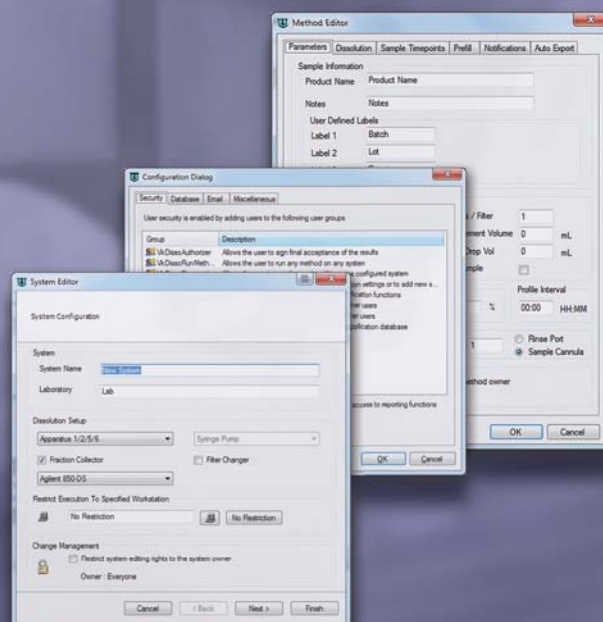 Method Editor
Parameters Dissolution Sample Timepoints Prefill Notifications Auto Export
Sample Information
Product Name Product Name
Notes Notes
User Defined Labels
Label 1 Batch
Label 2 Lot
/ Filter 1
Volume 0 mL
Drop Vol 0 mL
Profile Interval
% 00:00 HH:MM
1 Rinse Port
Sample Cannula
method owner
OK Cancel
Configuration Dialog
Security Database Email Miscellaneous
User security is enabled by adding users to the following user groups
Group Description
VkDissoAuthorizer Allows the user to sign final acceptance of the results
VkDissoRunMeth... Allows the user to run any method on any system
configured system
settings or to add new s...
functions
users
users
database
access to reporting functions
OK Cancel
System Editor
System Configuration
System
System Name New System
Laboratory Lab
Dissolution Setup
Apparatus 1/2/5/6 Syringe Pump
Fraction Collector Filter Changer
Agilent 850-DS
Restrict Execution To Specified Workstation
No Restriction No Restriction
Change Management
Restrict system editing rights to the system owner
Owner : Everyone
Cancel < Back Next > Finish